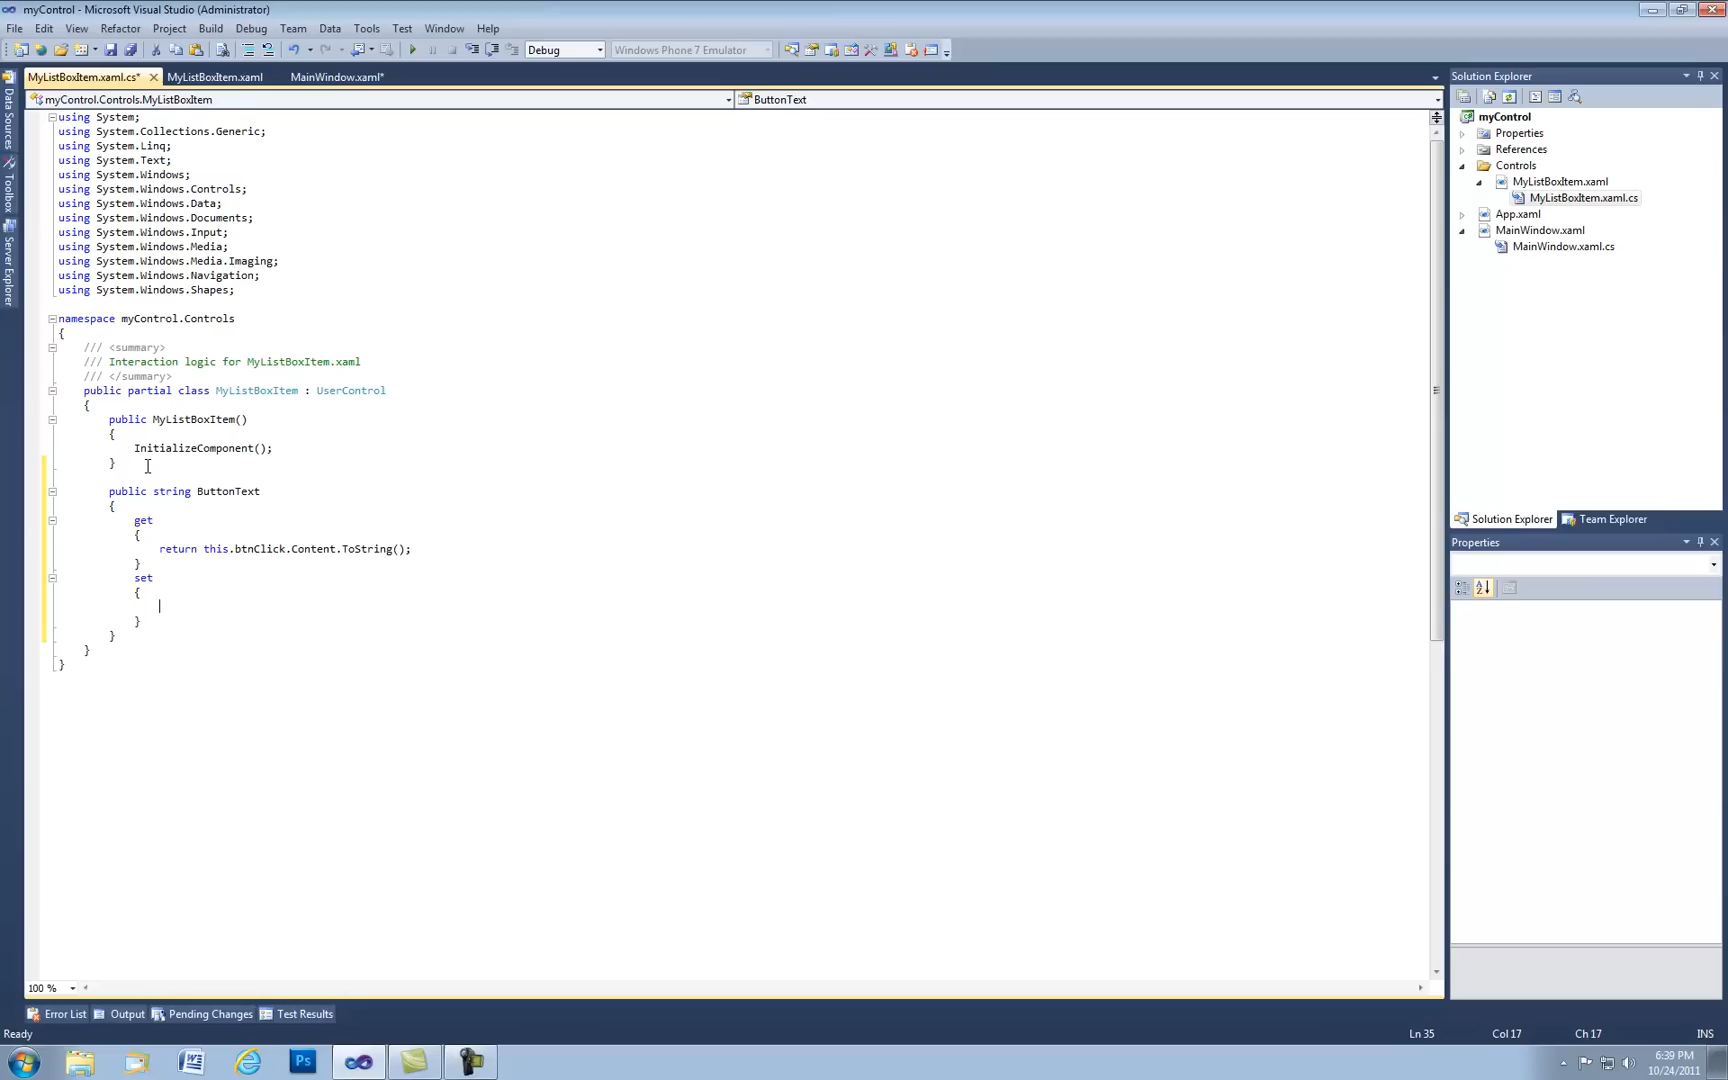 myControl - Microsoft Visual Studio (Administrator)
File Edit View Refactor Project Build Debug Team Data Tools Test Window Help
Debug Windows Phone 7 Emulator
MyListBoxItem.xaml.cs* MyListBoxItem.xaml MainWindow.xaml*
myControl.Controls.MyListBoxItem ButtonText
Data Sources
Toolbox
Server Explorer
using System;
using System.Collections.Generic;
using System.Linq;
using System.Text;
using System.Windows;
using System.Windows.Controls;
using System.Windows.Data;
using System.Windows.Documents;
using System.Windows.Input;
using System.Windows.Media;
using System.Windows.Media.Imaging;
using System.Windows.Navigation;
using System.Windows.Shapes;
namespace myControl.Controls
{
/// <summary>
/// Interaction logic for MyListBoxItem.xaml
/// </summary>
public partial class MyListBoxItem : UserControl
{
public MyListBoxItem()
{
InitializeComponent();
}
public string ButtonText
{
get
{
return this.btnClick.Content.ToString();
}
set
{
}
}
}
}
100 %
Solution Explorer
myControl
Properties
References
Controls
MyListBoxItem.xaml
MyListBoxItem.xaml.cs
App.xaml
MainWindow.xaml
MainWindow.xaml.cs
Solution Explorer Team Explorer
Properties
Error List Output Pending Changes Test Results
Ready Ln 35 Col 17 Ch 17 INS
6:39 PM
10/24/2011